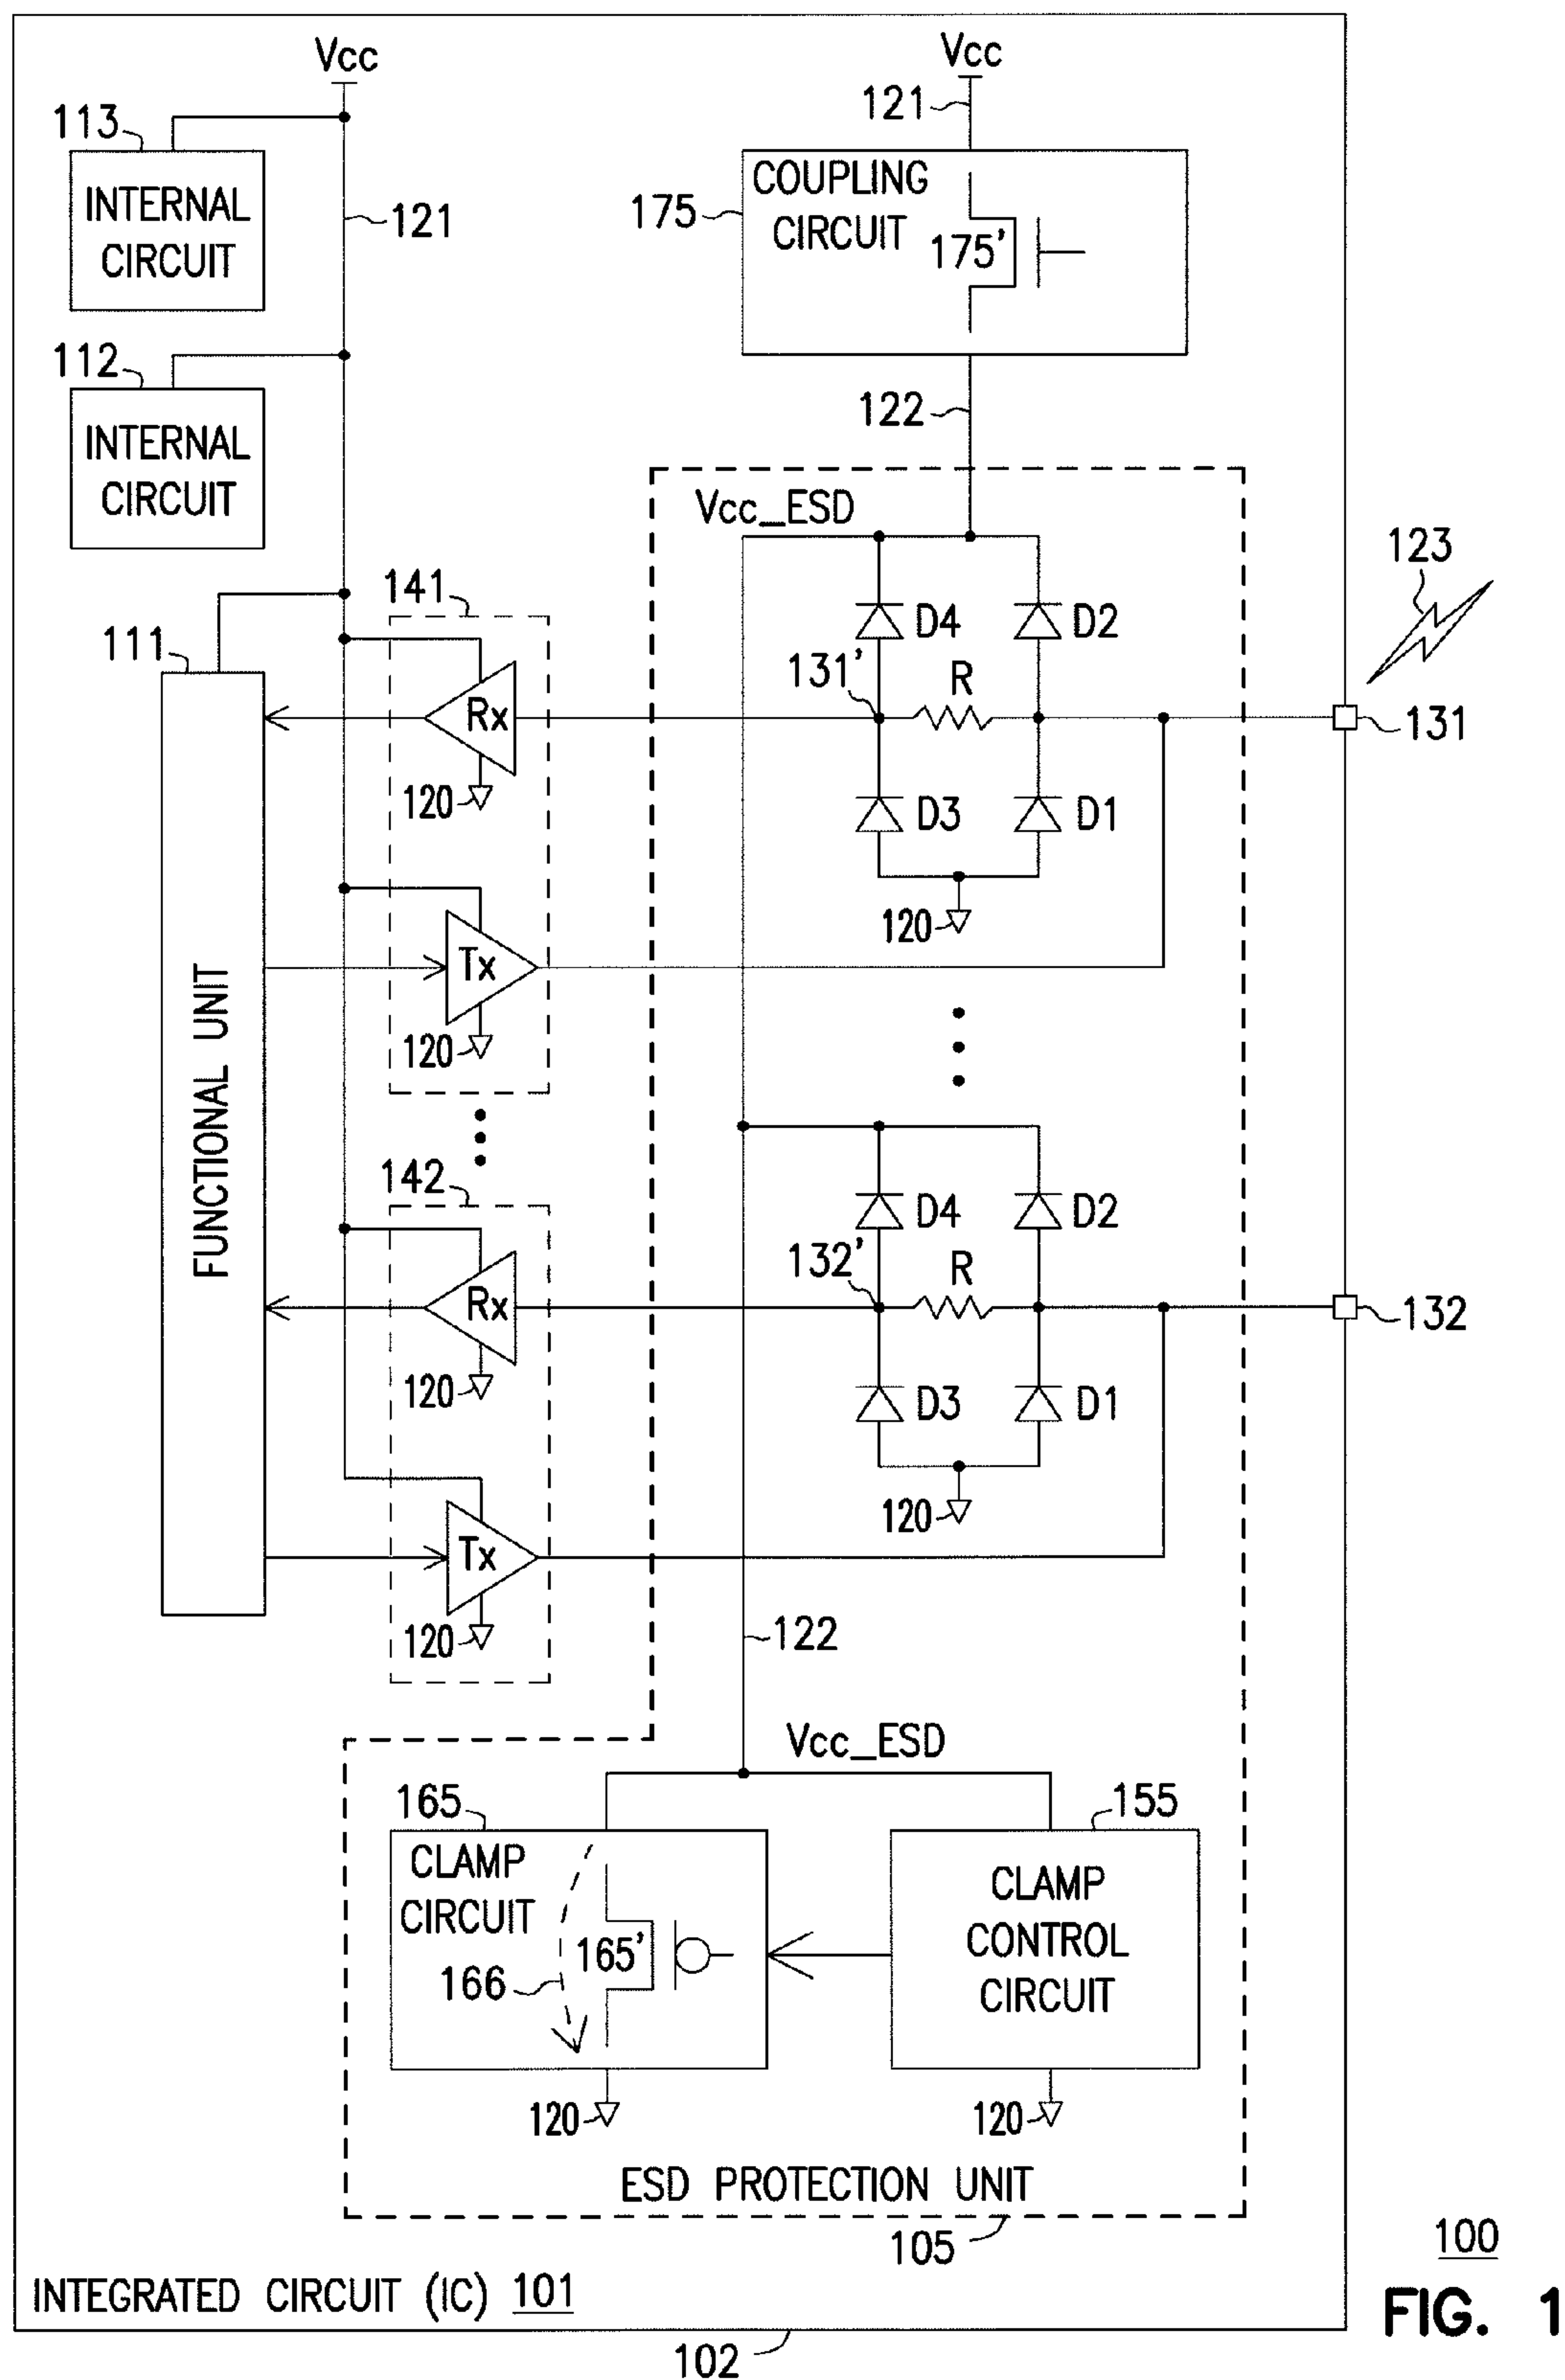 Vcc
Vcc
121
113
INTERNAL
CIRCUIT
121
COUPLING
CIRCUIT
175
175'
112
INTERNAL
CIRCUIT
122
Vcc_ESD
123
141
111
D4
D2
131'
R
Rx
131
120
D3
D1
120
Tx
120
FUNCTIONAL UNIT
142
D4
D2
132'
R
Rx
132
120
D3
D1
120
Tx
120
122
Vcc_ESD
165
155
CLAMP
CIRCUIT
165'
166
CLAMP
CONTROL
CIRCUIT
120
120
ESD PROTECTION UNIT
105
INTEGRATED CIRCUIT (IC) 101
102
100
FIG. 1